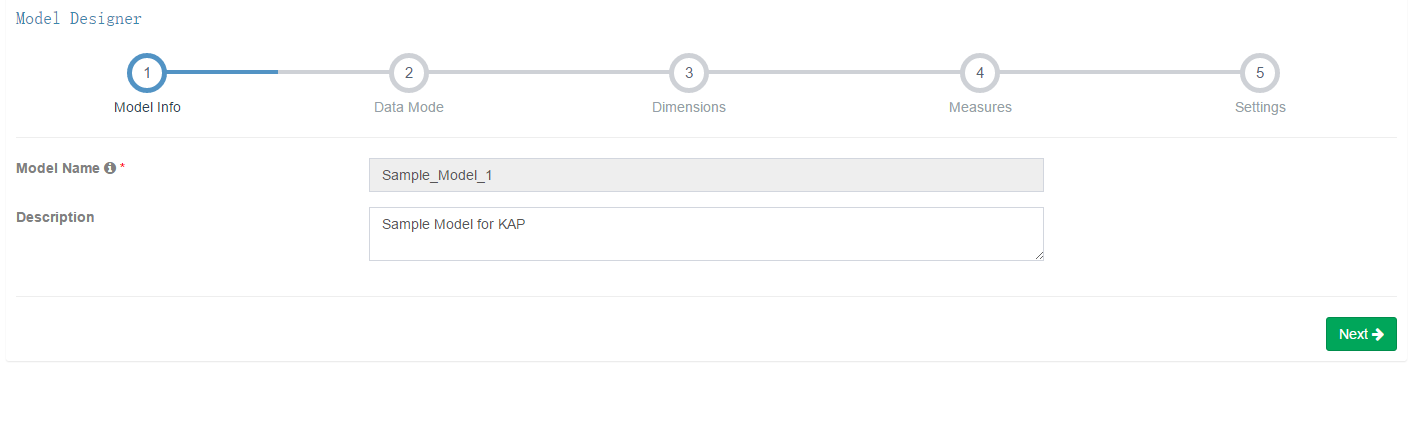 Model Designer
1 2 3 4 5
Model Info Data Mode Dimensions Measures Settings
Model Name * Sample_Model_1
Description Sample Model for KAP
Next